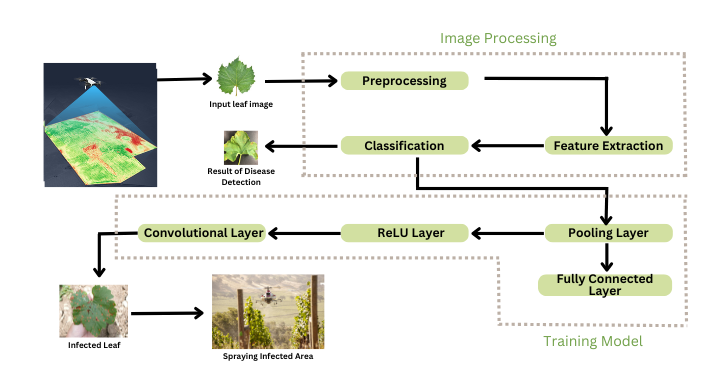 Image Processing
Preprocessing
Input leaf image
Classification
Feature Extraction
Result of Disease
Detection
Convolutional Layer
ReLU Layer
Pooling Layer
Fully Connected
Layer
Infected Leaf
Spraying Infected Area
Training Model